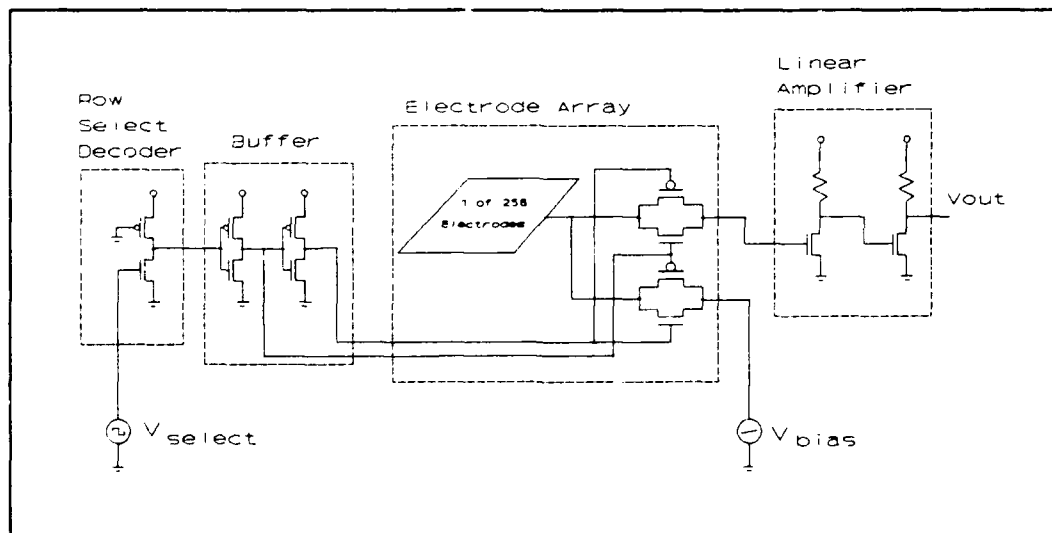 Row
Select
Decoder
Buffer
Electrode Array
Linear
Amplifier
1 of 256
Electrodes
Vout
V select
V bias